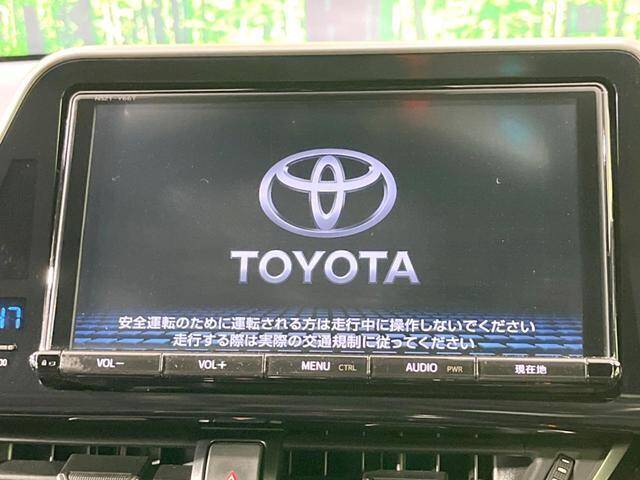 TOYOTA
安全運転のために運転される方は走行中に操作しないでください
走行する際は実際の交通規制に従ってください
VOL−
VOL+
MENU CTRL
AUDIO PWR
現在地